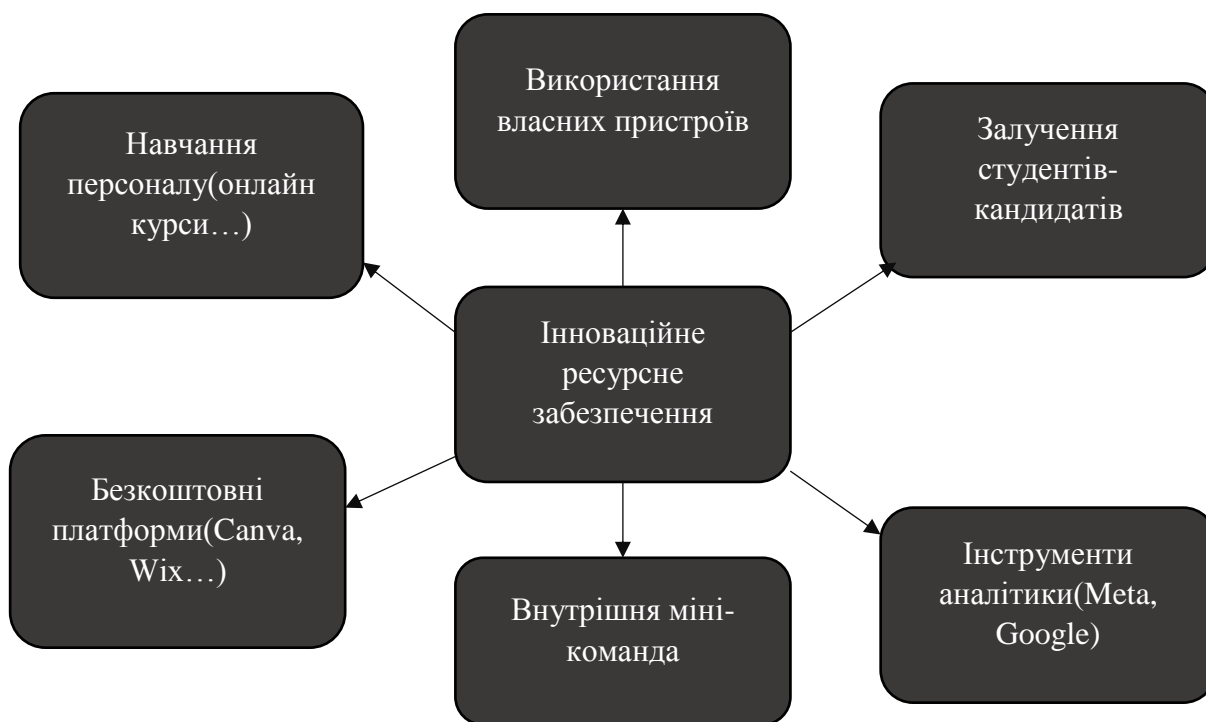 Використання
власних пристроїв
Навчання
персоналу(онлайн
курси…)
Залучення
студентів-
кандидатів
Інноваційне
ресурсне
забезпечення
Безкоштовні
платформи(Canva,
Wix…)
Внутрішня міні-
команда
Інструменти
аналітики(Meta,
Google)